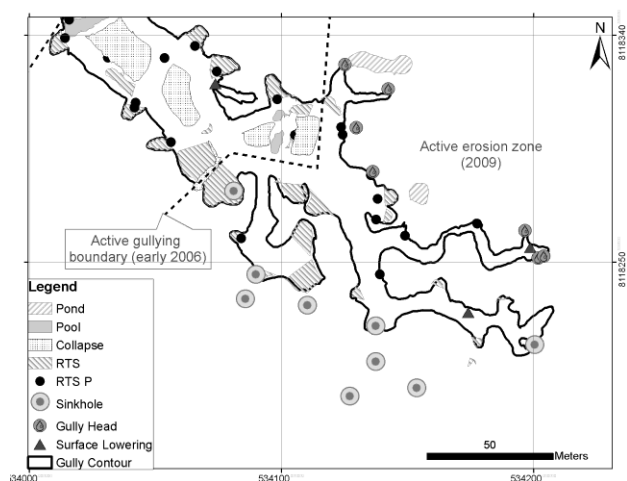 N
8118340
Active erosion zone
(2009)
Active gullying
boundary (early 2006)
8118250
Legend
Pond
Pool
Collapse
RTS
RTS P
Sinkhole
Gully Head
Surface Lowering
Gully Contour
50
Meters
534000
534100
534200